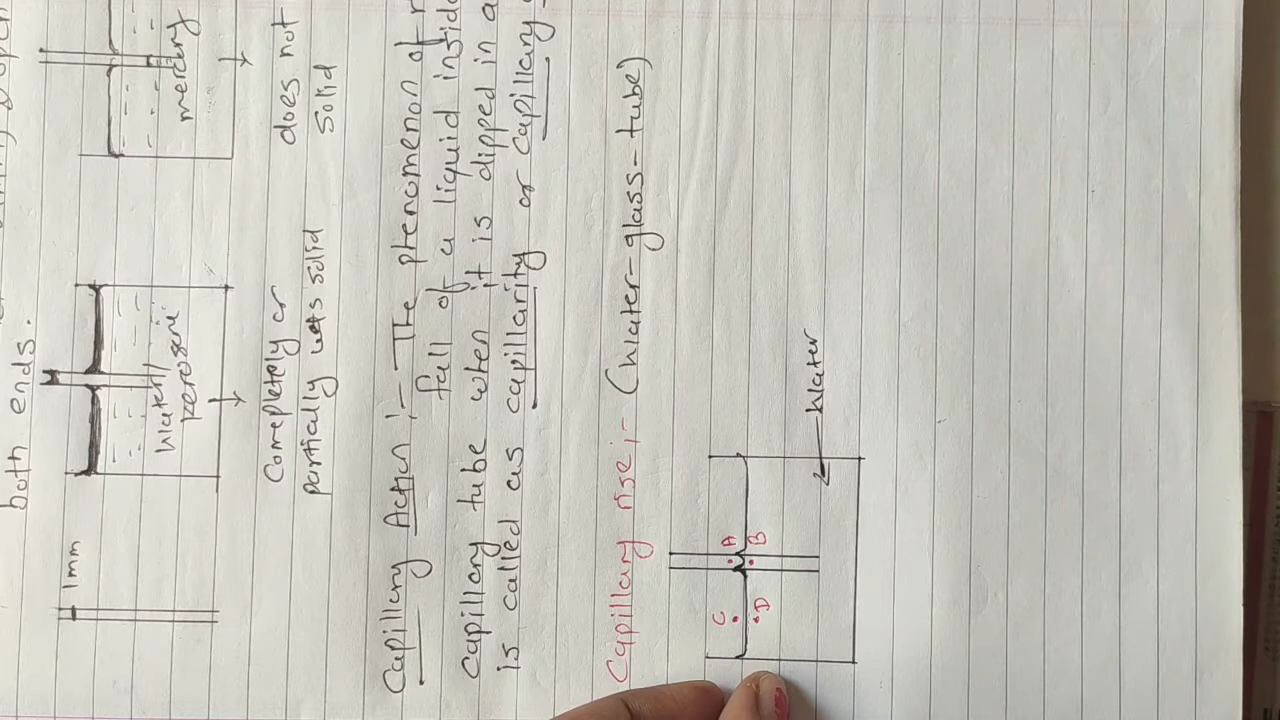 both ends.
1mm
water/
kerosene
mercury
Comepletely or
partially wets solid
does not
solid
Capillary Action :- The phenomenon of
fall of a liquid inside
capillary tube when it is dipped in a
is called as capillarity or capillary
Capillary rise :- (Water-glass-tube)
C
A
D
B
Water